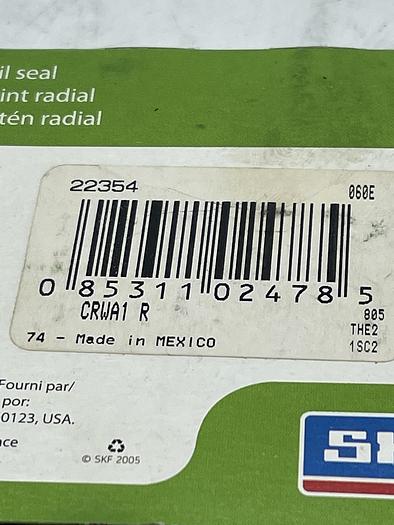 il seal
int radial
tén radial
22354
060E
0 85311 02478 5
CRWA1 R
805
74 - Made in MEXICO
THE2
1SC2
Fourni par/
por:
0123, USA.
nce
© SKF 2005
SK